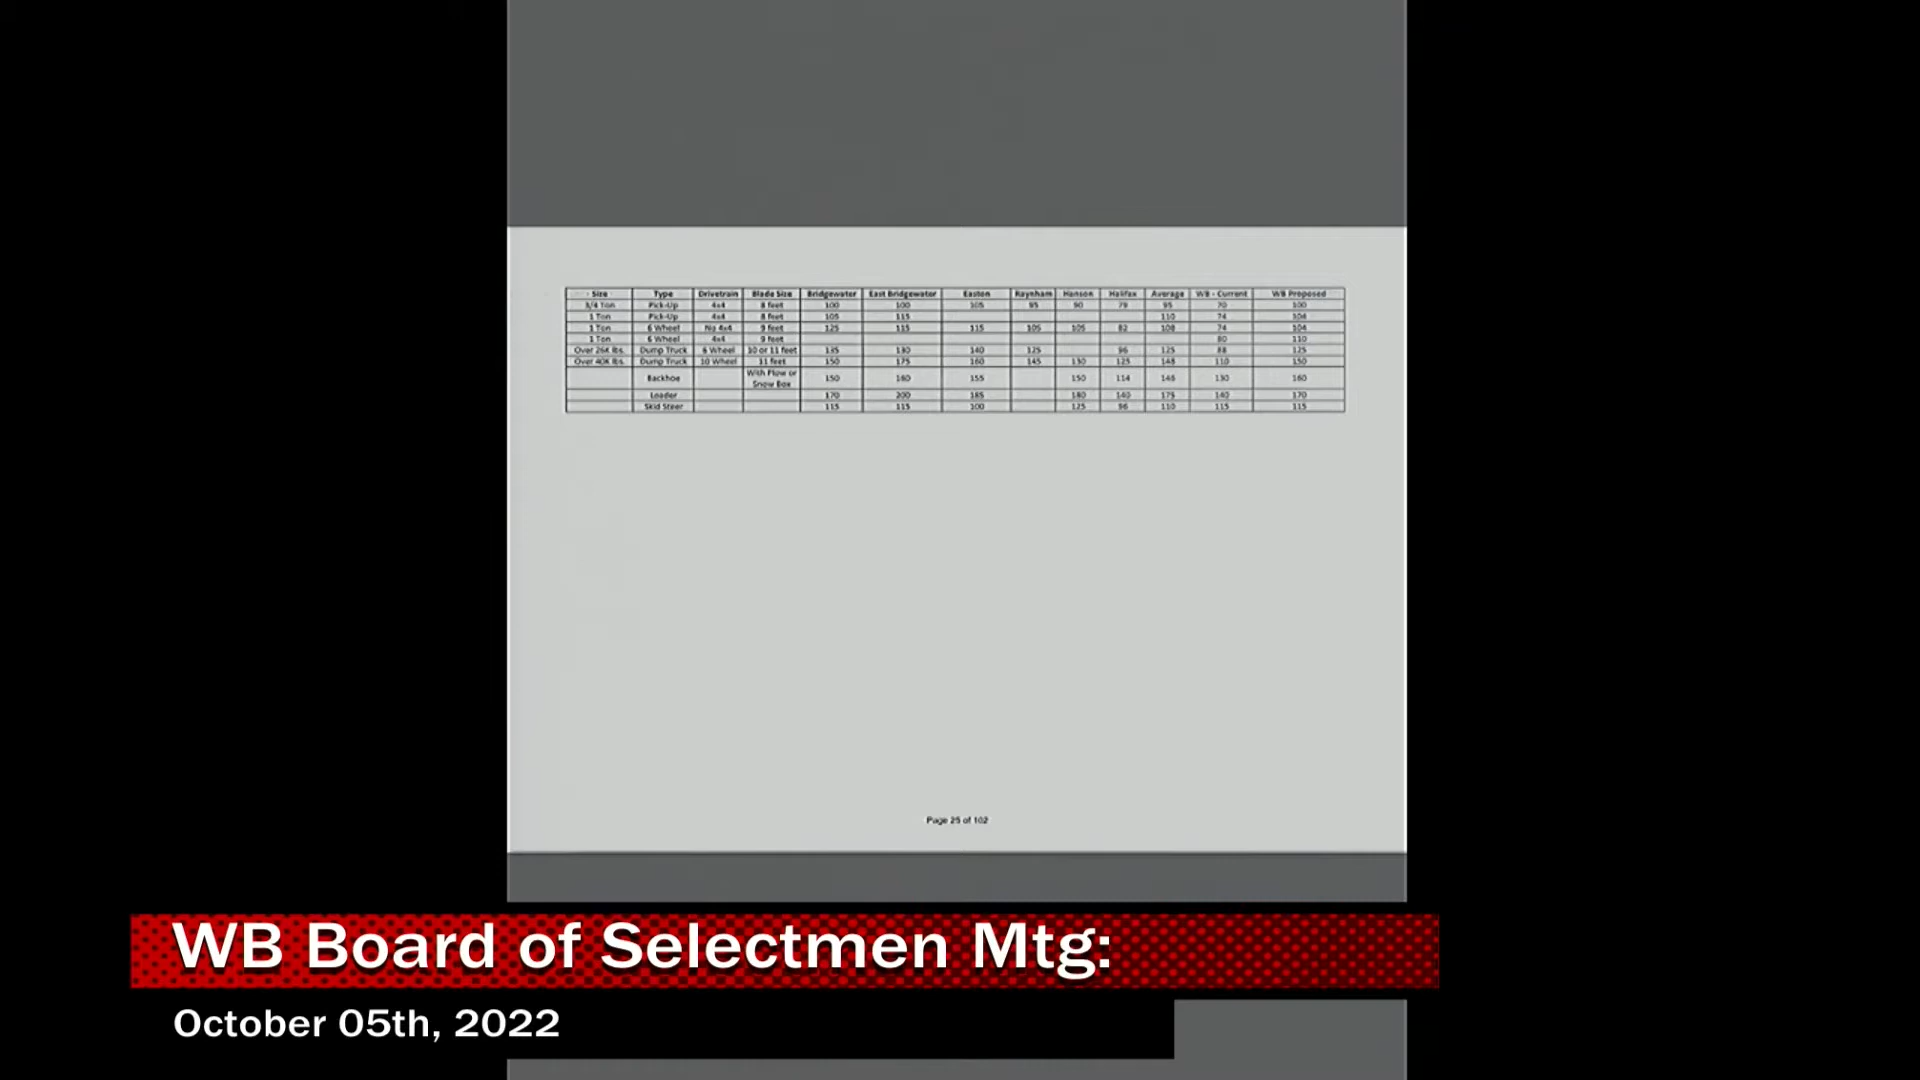 Size Type Drivetrain Blade Size Bridgewater East Bridgewater Easton Raynham Hanson Halifax Average WB - Current WB Proposed
3/4 Ton Pick-Up 4x4 8 feet 100 100 105 95 90 79 95 70 100
1 Ton Pick-Up 4x4 8 feet 105 115 110 74 104
1 Ton 6 Wheel No 4x4 9 feet 125 115 115 105 105 82 108 74 104
1 Ton 6 Wheel 4x4 9 feet 80 110
Over 26K lbs. Dump Truck 6 Wheel 10 or 11 feet 135 130 140 125 96 125 88 125
Over 40K lbs. Dump Truck 10 Wheel 11 feet 150 175 160 145 130 125 148 110 150
Backhoe With Plow or Snow Box 150 160 155 150 114 146 130 160
Loader 170 200 185 180 140 175 140 170
Skid Steer 115 115 100 125 96 110 115 115
Page 25 of 102
WB Board of Selectmen Mtg:
October 05th, 2022